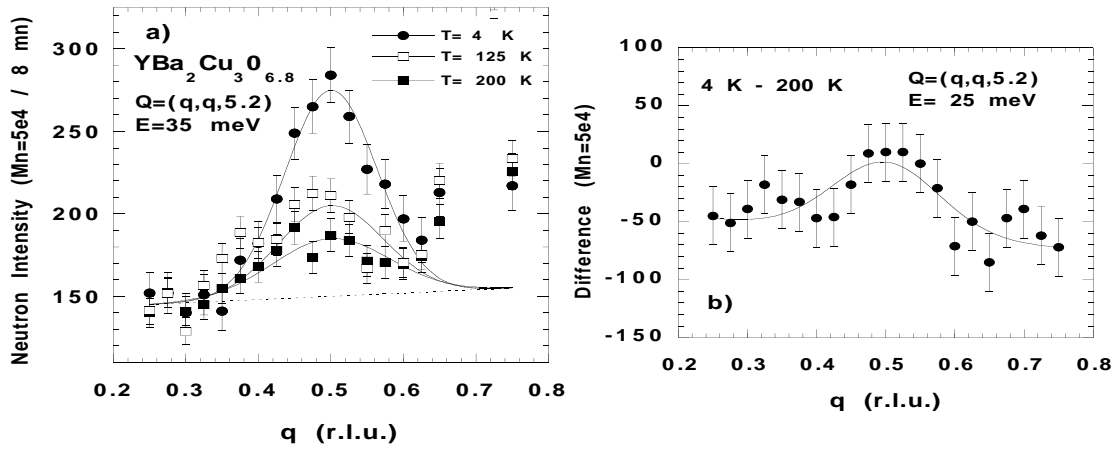 a)
YBa2Cu3O6.8
Q=(q,q,5.2)
E=35 meV
T= 4 K
T= 125 K
T= 200 K
Neutron Intensity (Mn=5e4 / 8 mn)
300
250
200
150
0.2 0.3 0.4 0.5 0.6 0.7 0.8
q (r.l.u.)
4 K - 200 K
Q=(q,q,5.2)
E= 25 meV
b)
Difference (Mn=5e4)
100
50
0
-50
-100
-150
0.2 0.3 0.4 0.5 0.6 0.7 0.8
q (r.l.u.)